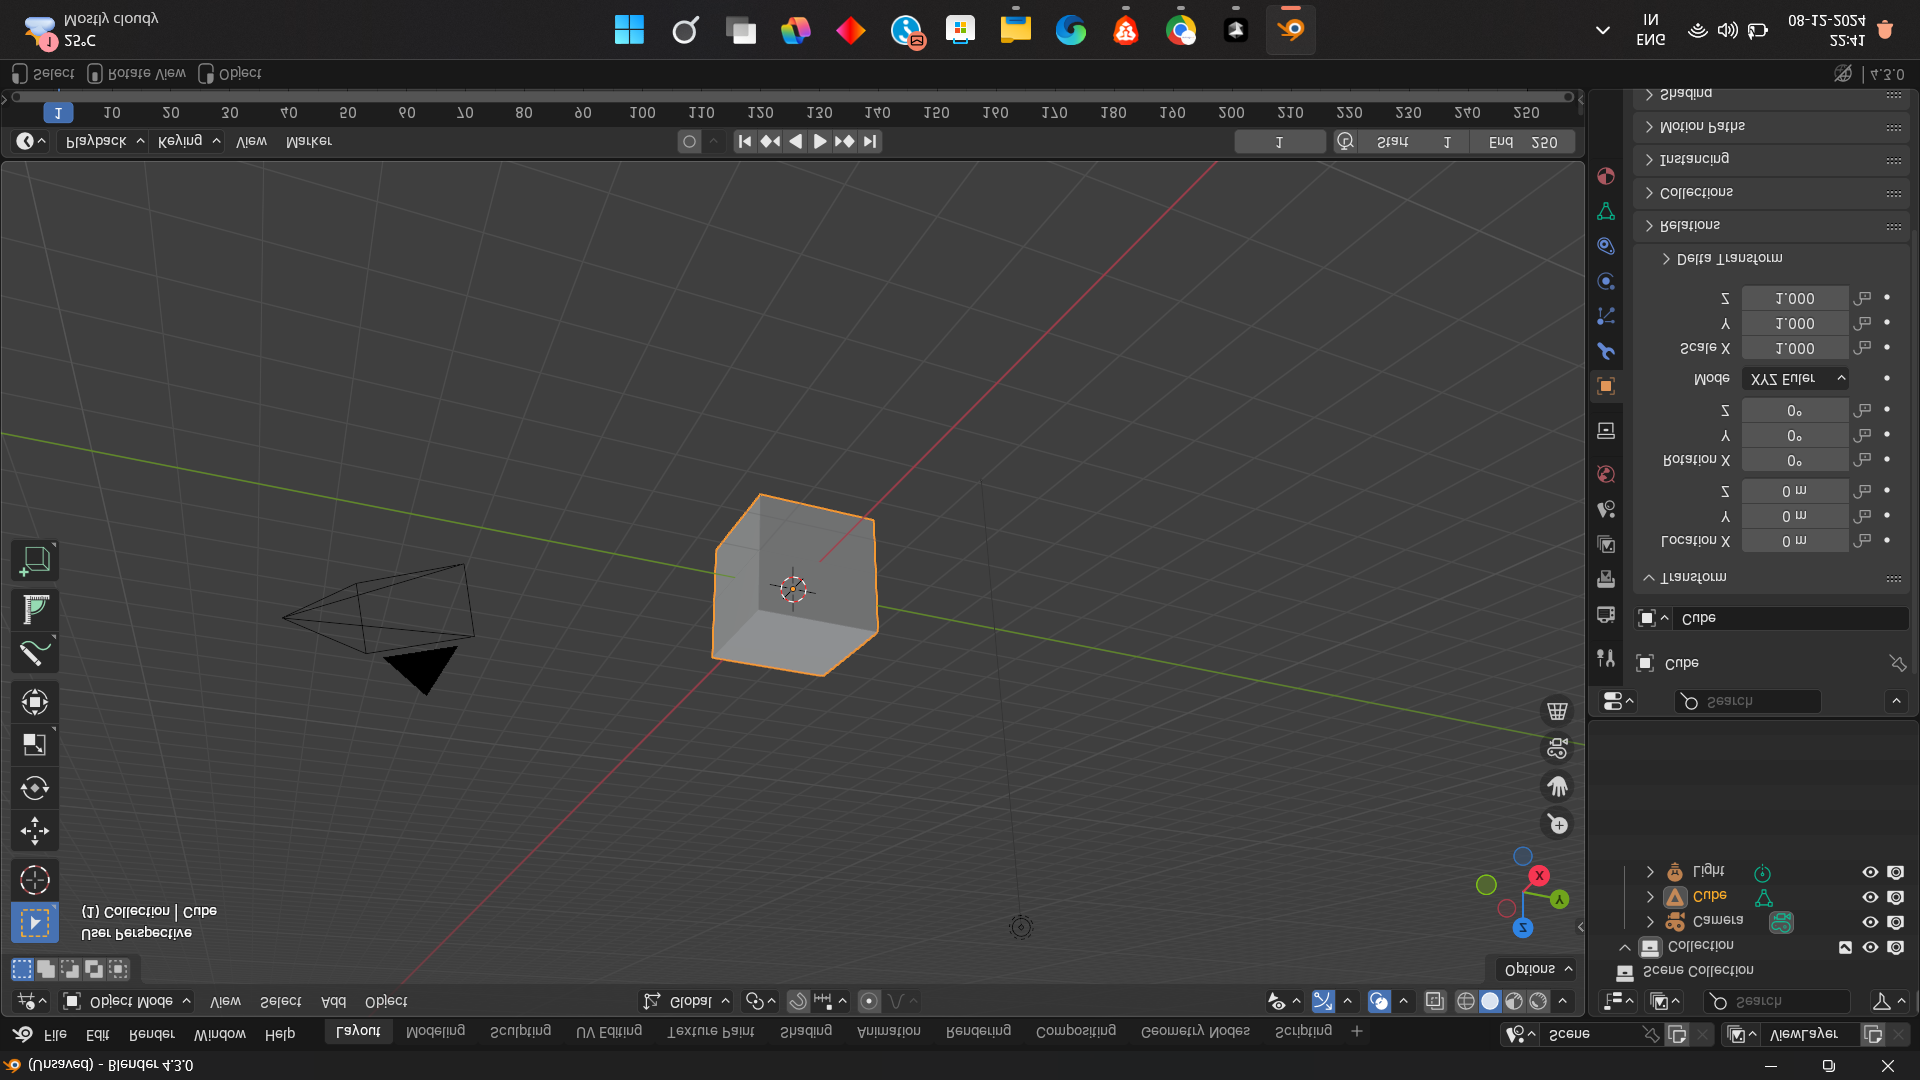 (Unsaved) - Blender 4.3.0
File Edit Render Window Help Layout Modeling Sculpting UV Editing Texture Paint Shading Animation Rendering Compositing Geometry Nodes Scripting + Scene ViewLayer
Object Mode View Select Add Object Global
Options
User Perspective
(1) Collection | Cube
Z
Y
X
Search
Scene Collection
Collection
Camera
Cube
Light
Search
Cube
Cube
Transform
Location X 0 m
Y 0 m
Z 0 m
Rotation X 0°
Y 0°
Z 0°
Mode XYZ Euler
Scale X 1.000
Y 1.000
Z 1.000
Delta Transform
Relations
Collections
Instancing
Motion Paths
Shading
Playback Keying View Marker 1 Start 1 End 250
1 10 20 30 40 50 60 70 80 90 100 110 120 130 140 150 160 170 180 190 200 210 220 230 240 250
Select Rotate View Object 4.3.0
1
25°C
Mostly cloudy
ENG
IN
22:41
08-12-2024